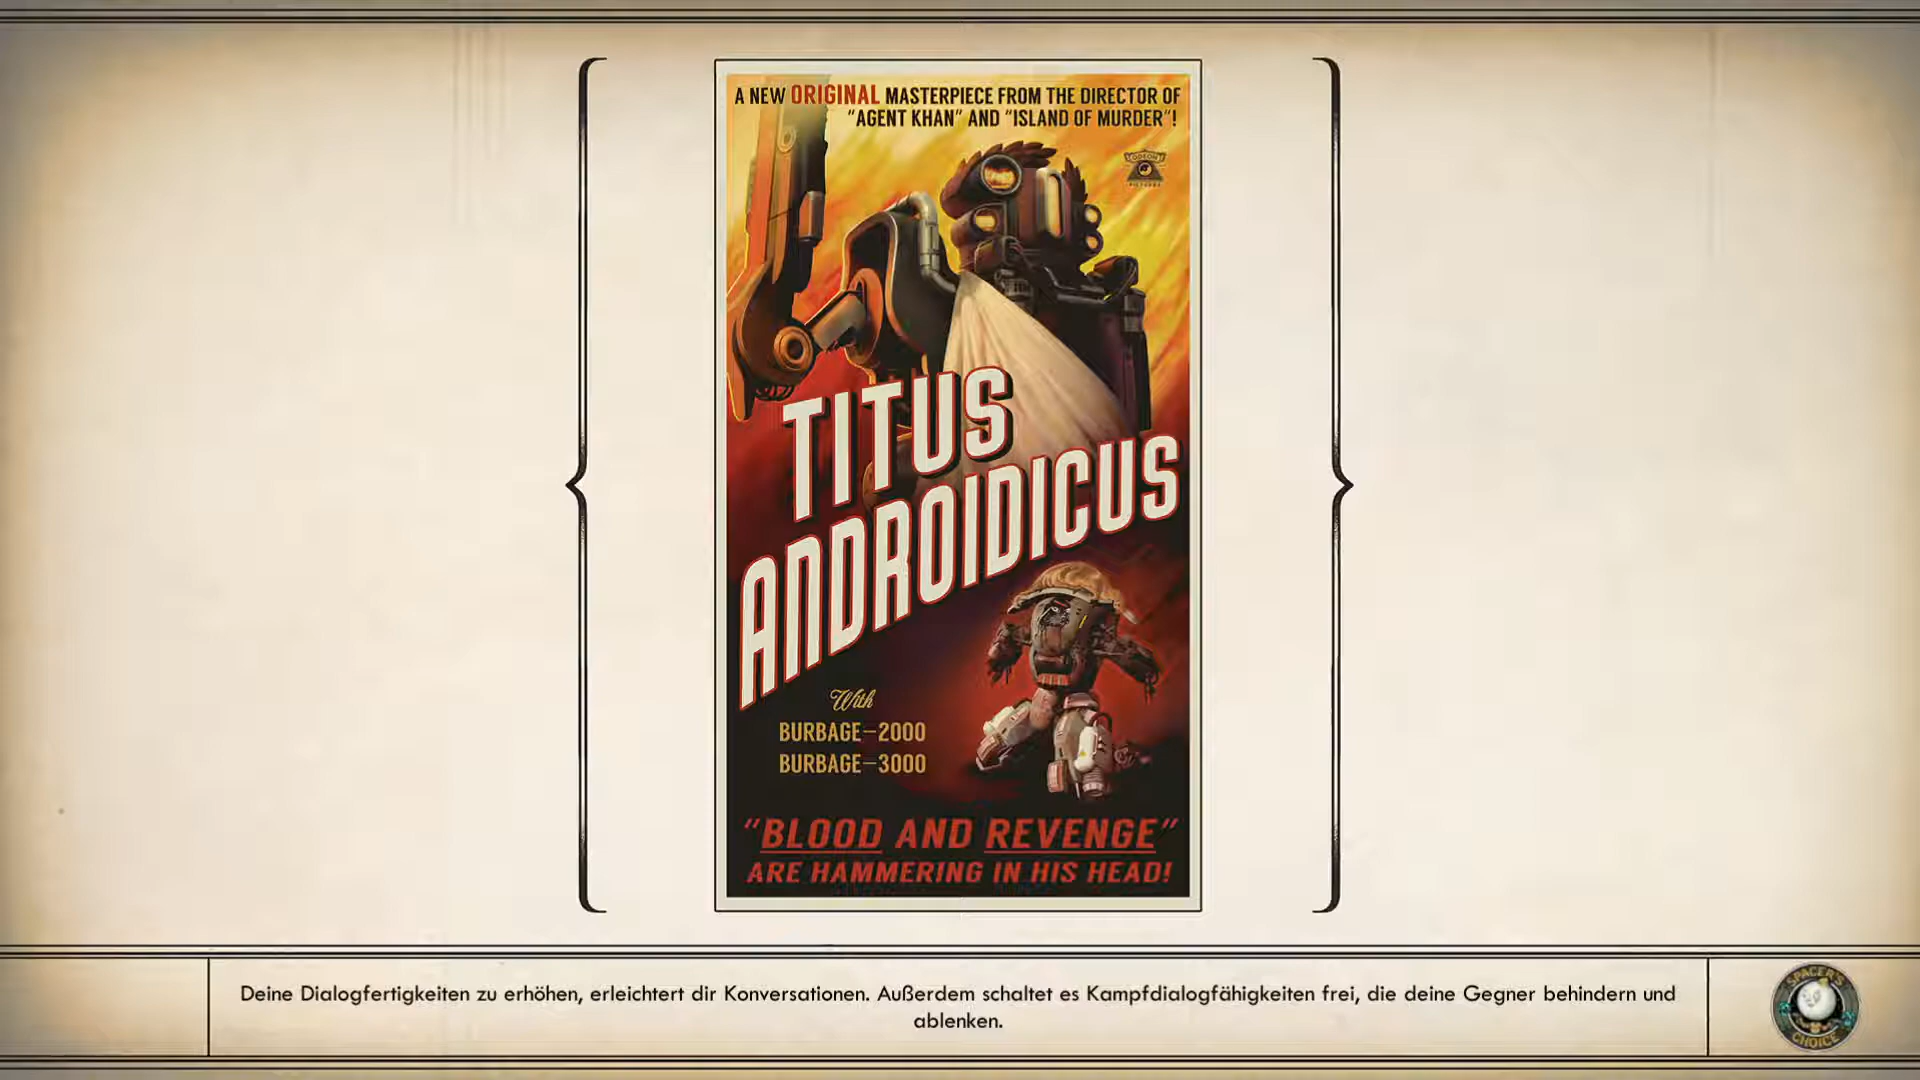 A NEW ORIGINAL MASTERPIECE FROM THE DIRECTOR OF
"AGENT KHAN" AND "ISLAND OF MURDER"!
ODEON
PICTURES
TITUS
ANDROIDICUS
With
BURBAGE-2000
BURBAGE-3000
"BLOOD AND REVENGE"
ARE HAMMERING IN HIS HEAD!
Deine Dialogfertigkeiten zu erhöhen, erleichtert dir Konversationen. Außerdem schaltet es Kampfdialogfähigkeiten frei, die deine Gegner behindern und
ablenken.
SPACER'S
CHOICE